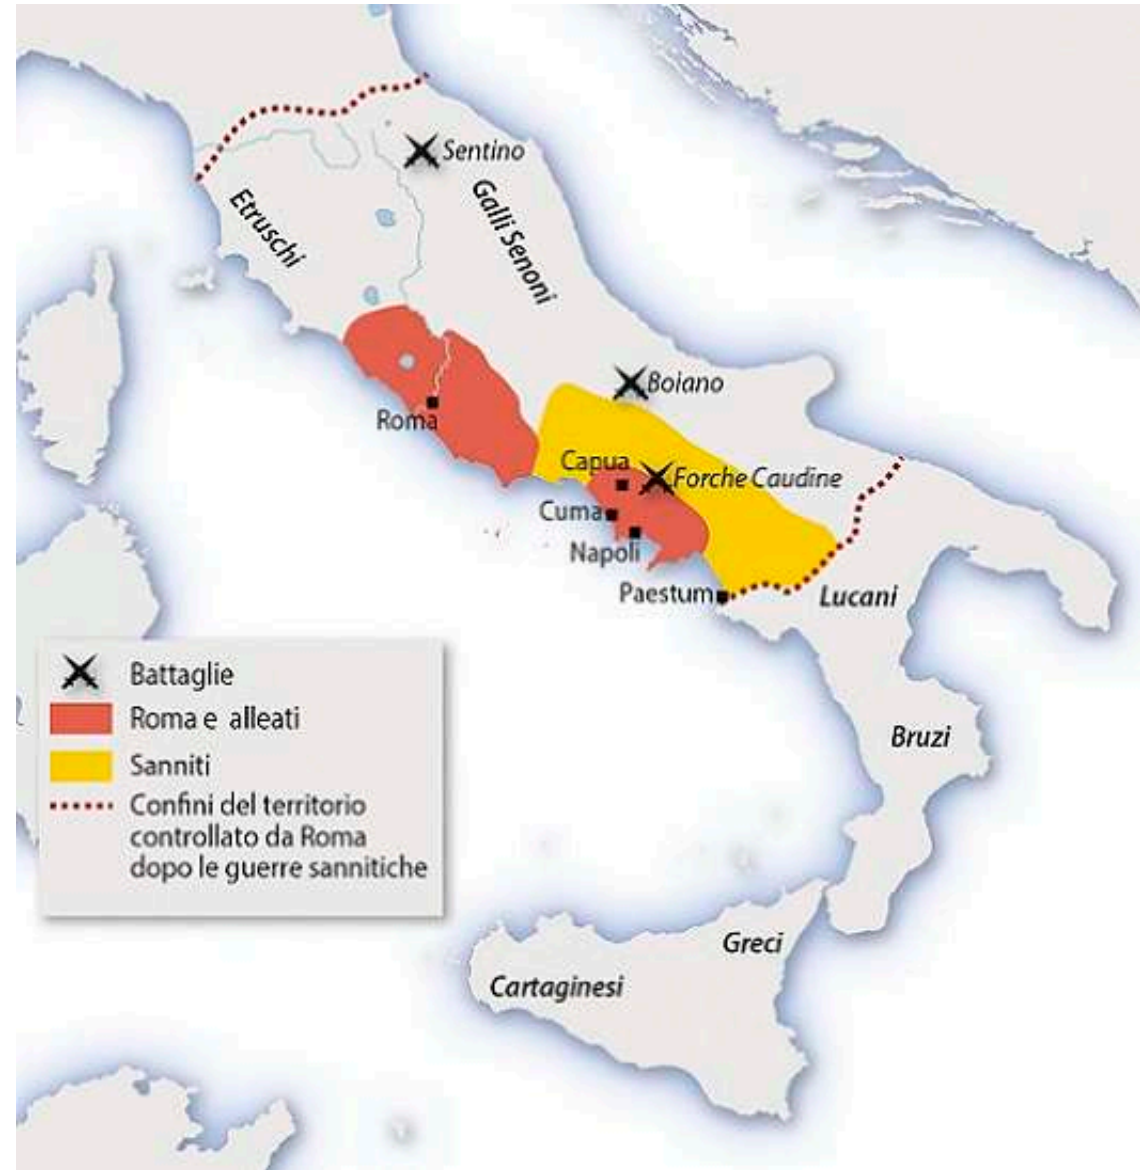 Sentino
Etruschi
Galli Senoni
Boiano
Roma
Capua
Forche Caudine
Cuma
Napoli
Paestum
Lucani
Battaglie
Roma e alleati
Sanniti
Confini del territorio
controllato da Roma
dopo le guerre sannitiche
Bruzi
Greci
Cartaginesi